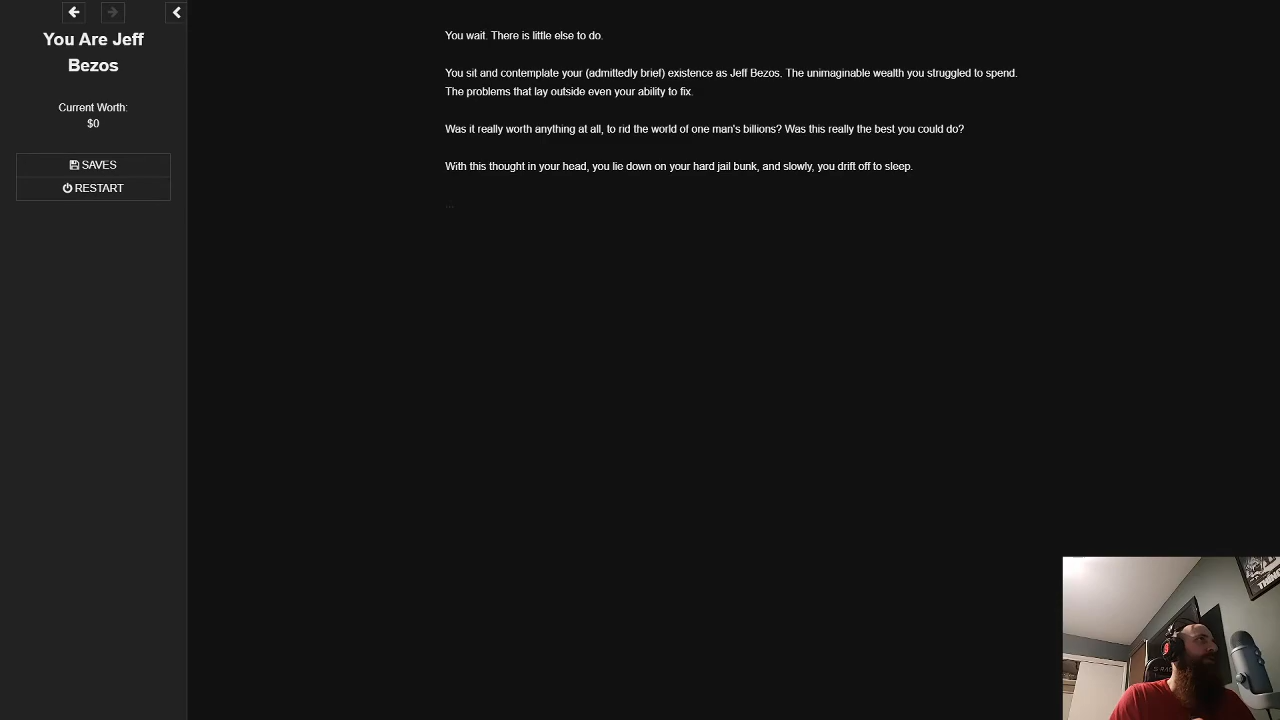 You Are Jeff
Bezos
Current Worth:
$0
SAVES
RESTART
You wait. There is little else to do.
You sit and contemplate your (admittedly brief) existence as Jeff Bezos. The unimaginable wealth you struggled to spend.
The problems that lay outside even your ability to fix.
Was it really worth anything at all, to rid the world of one man's billions? Was this really the best you could do?
With this thought in your head, you lie down on your hard jail bunk, and slowly, you drift off to sleep.
...